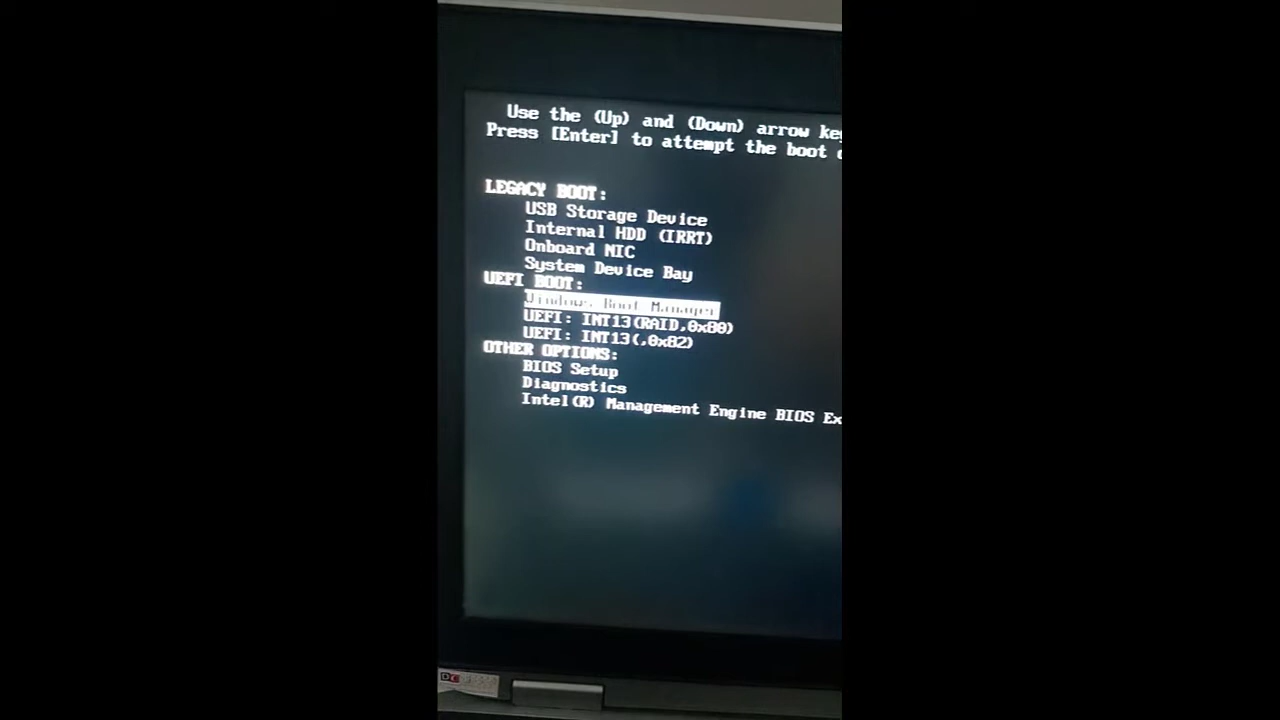 Use the (Up) and (Down) arrow
Press [Enter] to attempt the boot
LEGACY BOOT:
USB Storage Device
Internal HDD (IRRT)
Onboard NIC
System Device Bay
UEFI BOOT:
Windows Boot Manager
UEFI: INT13(RAID,0x80)
UEFI: INT13(,0x82)
OTHER OPTIONS:
BIOS Setup
Diagnostics
Intel(R) Management Engine BIOS Ex